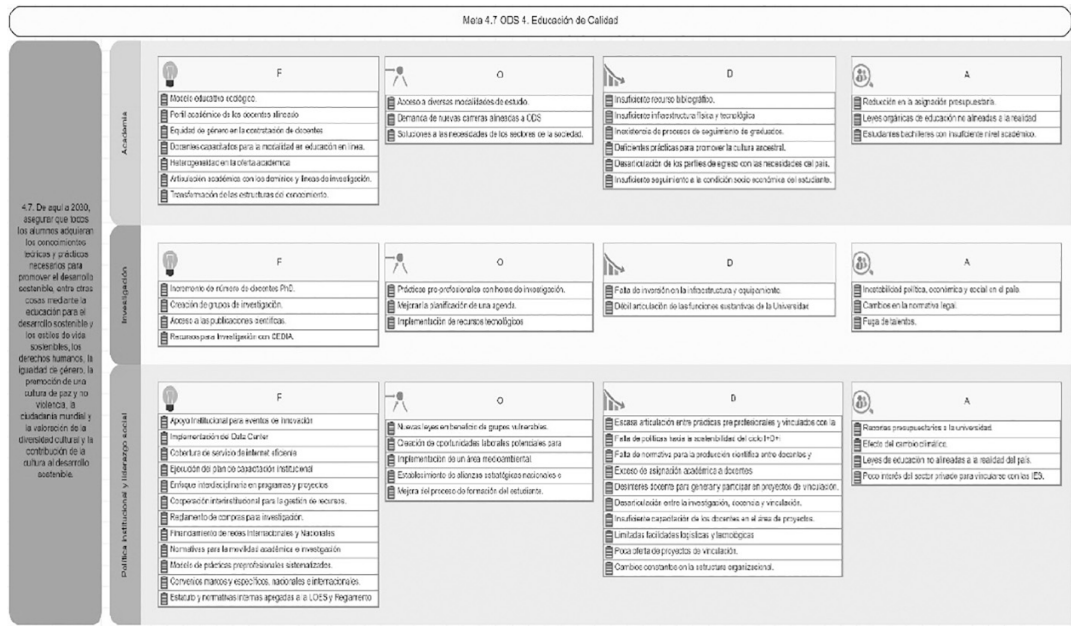 Meta 4.7 ODS 4. Educación de Calidad
4.7. De aquí a 2030,
asegurar que todos
los alumnos adquieran
los conocimientos
teóricos y prácticos
necesarios para
promover el desarrollo
sostenible, entre otras
cosas mediante la
educación para el
desarrollo sostenible y
los estilos de vida
sostenibles, los
derechos humanos, la
igualdad de género, la
promoción de una
cultura de paz y no
violencia, la
ciudadanía mundial y
la valoración de la
diversidad cultural y la
contribución de la
cultura al desarrollo
sostenible.
Academia
F
Modelo educativo ecológico.
Perfil académico de los docentes alineado
Equidad de género en la contratación de docentes
Docentes capacitados para la modalidad en educación en línea.
Heterogeneidad en la oferta académica
Articulación académica con los dominios y líneas de investigación.
Transformación de las estructuras del conocimiento.
O
Acceso a diversas modalidades de estudio.
Demanda de nuevas carreras alineadas a ODS
Soluciones a las necesidades de los sectores de la sociedad.
D
Insuficiente recurso bibliográfico.
Insuficiente infraestructura física y tecnológica
de procesos de seguimiento de graduados.
Deficientes prácticas para promover la cultura ancestral.
Desarticulación de los perfiles de egreso con las necesidades del país.
Insuficiente seguimiento a la condición socio económica del estudiante.
A
Reducción en la asignación presupuestaria.
Leyes orgánicas de educación no alineadas a la realidad
Estudiantes bachilleres con insuficiente nivel académico.
Investigación
F
Incremento de número de docentes PhD.
Creación de grupos de investigación.
Acceso a las publicaciones científicas.
Recursos para Investigación con CEDIA.
O
Prácticas pre-profesionales con horas de investigación.
Mejorar la planificación de una agenda.
Implementación de recursos tecnológicos
D
Falta de inversión en la infraestructura y equipamiento.
Débil articulación de las funciones sustantivas de la Universidad
A
Inestabilidad política, económica y social en el país.
Cambios en la normativa legal.
Fuga de talentos.
Política institucional y liderazgo social
F
Apoyo Institucional para eventos de Innovación
Implementación del Data Center
Cobertura de servicio de internet eficiente
Ejecución del plan de capacitación institucional
Enfoque interdisciplinario en programas y proyectos
Cooperación interinstitucional para la gestión de recursos.
Reglamento de compras para investigación.
Financiamiento de redes Internacionales y Nacionales
Normativas para la movilidad académica e investigación
Modelo de prácticas preprofesionales sistematizadas.
Convenios marcos y específicos, nacionales e internacionales.
Estatuto y normativas internas apegadas a la LOES y Reglamento
O
Nuevas leyes en beneficio de grupos vulnerables.
Creación de oportunidades laborales potenciales para
Implementación de un área medioambiental.
Establecimiento de alianzas estratégicas nacionales e
Mejora del proceso de formación del estudiante.
D
Escasa articulación entre prácticas pre profesionales y vinculados con la
Falta de políticas hacia la sostenibilidad del ciclo I+D+i
Falta de normativa para la producción científica entre docentes y
Exceso de asignación académica a docentes
Desinterés docente para generar y participar en proyectos de vinculación.
Desarticulación entre la investigación, docencia y vinculación.
Insuficiente capacitación de los docentes en el área de proyectos.
Limitadas facilidades logísticas y tecnológicas
Poca oferta de proyectos de vinculación.
Cambios constantes en la estructura organizacional.
A
Recortes presupuestarios a la universidad
Efecto del cambio climático.
Leyes de educación no alineadas a la realidad del país.
Poco interés del sector privado para vincularse con las IES.